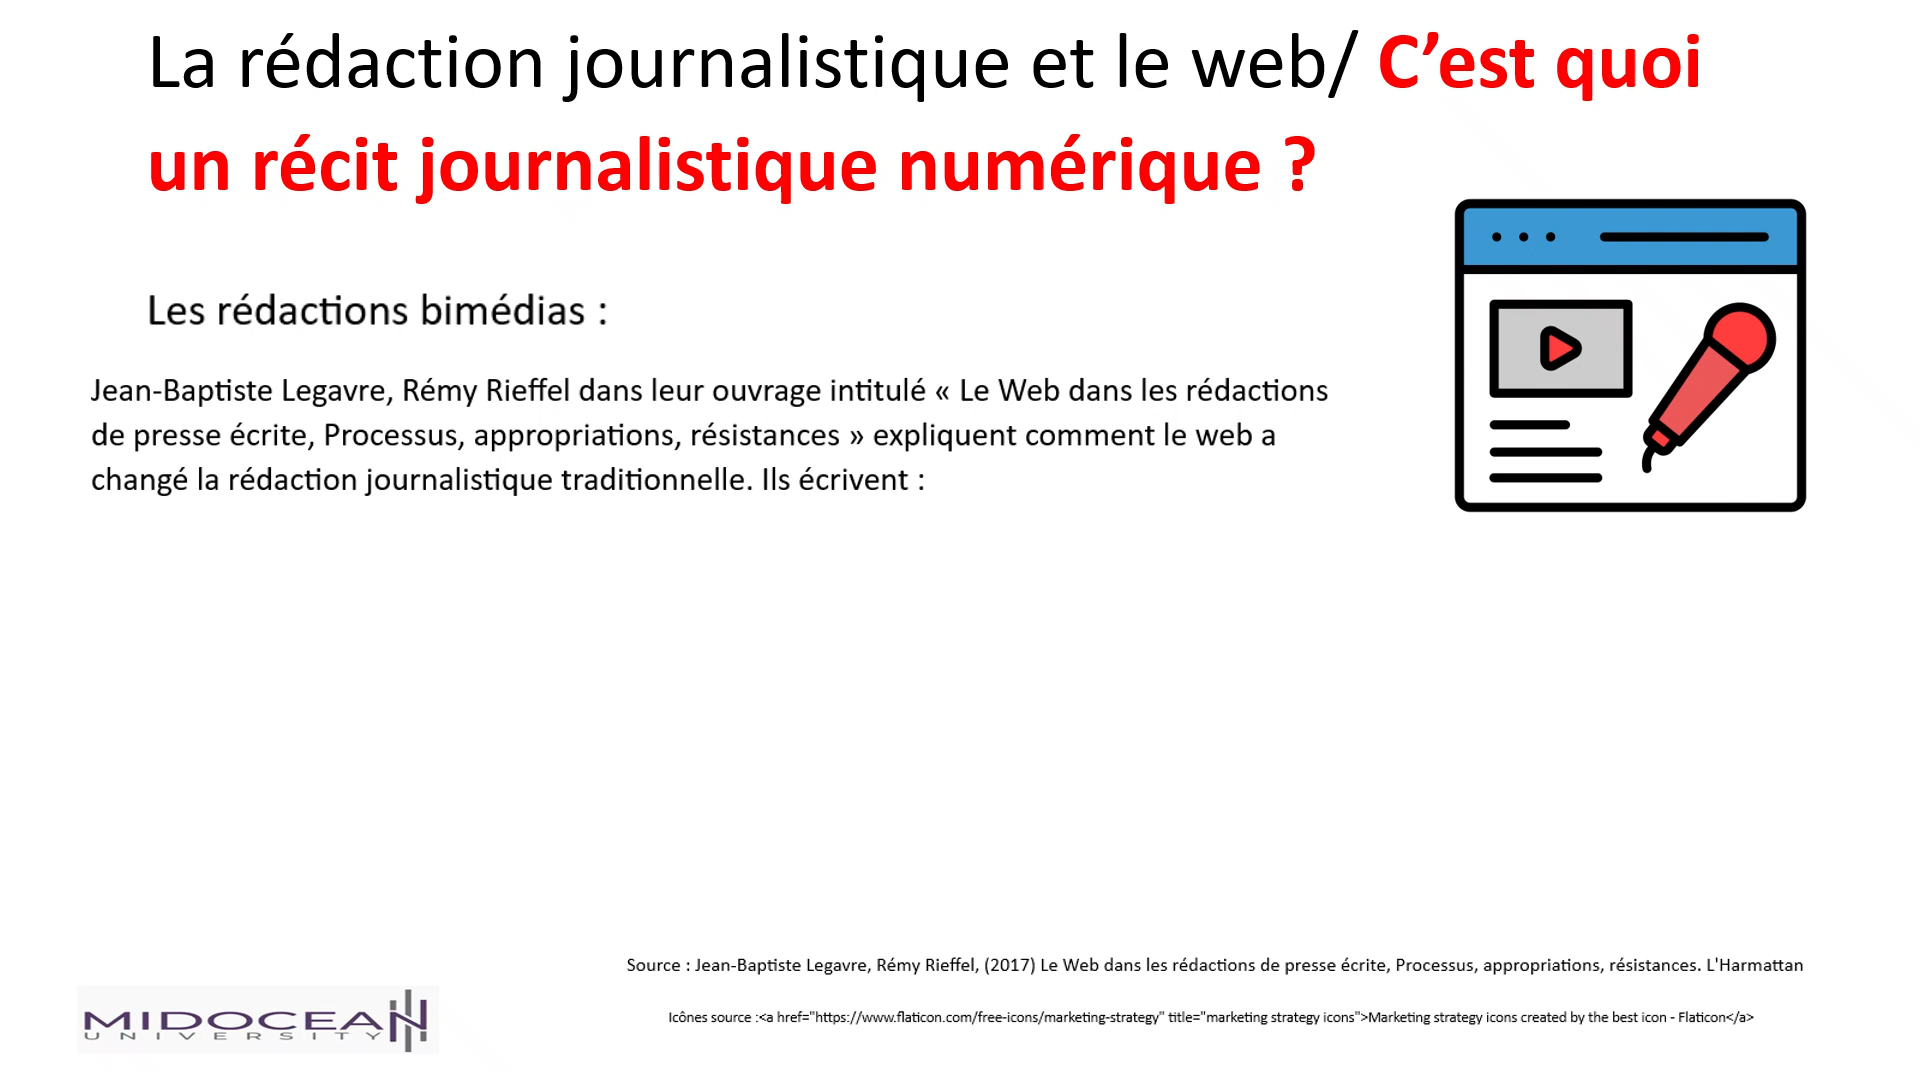 La rédaction journalistique et le web/ C’est quoi
un récit journalistique numérique ?
Les rédactions bimédias :
Jean-Baptiste Legavre, Rémy Rieffel dans leur ouvrage intitulé « Le Web dans les rédactions
de presse écrite, Processus, appropriations, résistances » expliquent comment le web a
changé la rédaction journalistique traditionnelle. Ils écrivent :
Source : Jean-Baptiste Legavre, Rémy Rieffel, (2017) Le Web dans les rédactions de presse écrite, Processus, appropriations, résistances. L'Harmattan
Icônes source :<a href="https://www.flaticon.com/free-icons/marketing-strategy" title="marketing strategy icons">Marketing strategy icons created by the best icon - Flaticon</a>
MIDOCEAN
UNIVERSITY